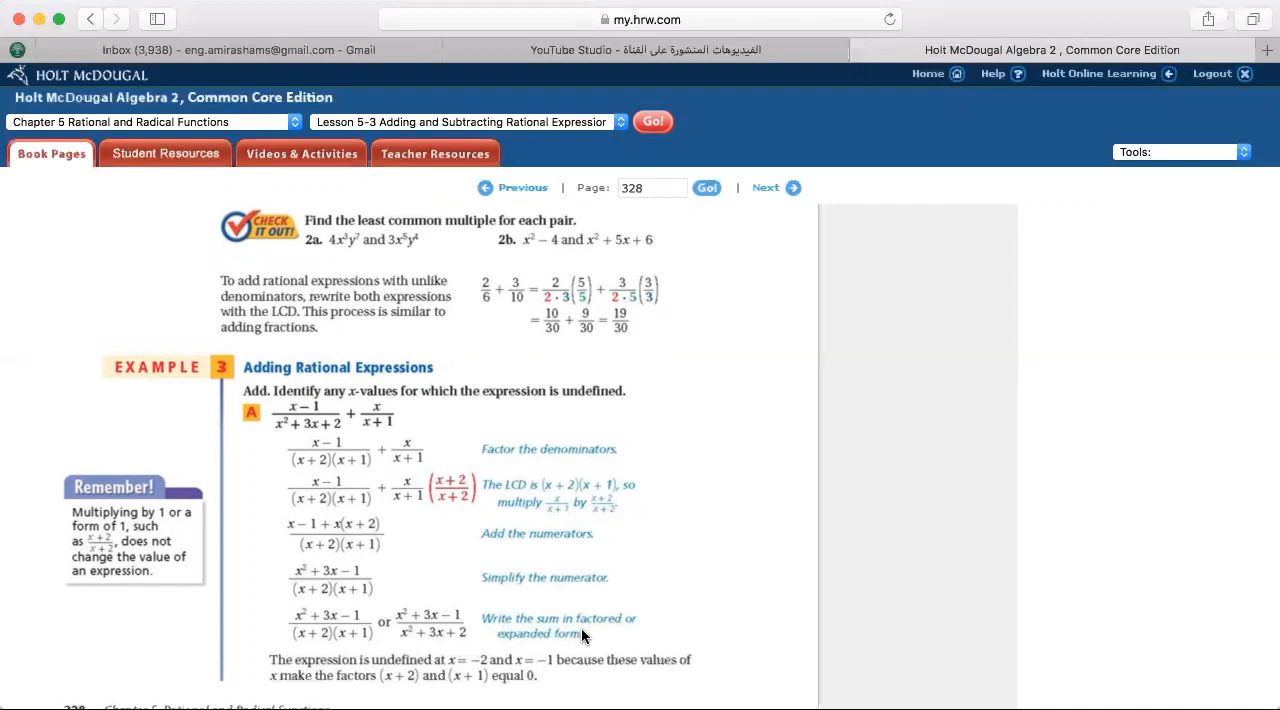 my.hrw.com
Inbox (3,938) - eng.amirashams@gmail.com - Gmail
الفيديوهات المنشورة على القناة - YouTube Studio
Holt McDougal Algebra 2 , Common Core Edition
HOLT McDOUGAL
Home
Help ?
Holt Online Learning
Logout
Holt McDougal Algebra 2, Common Core Edition
Chapter 5 Rational and Radical Functions
Lesson 5-3 Adding and Subtracting Rational Expression
Go!
Book Pages
Student Resources
Videos & Activities
Teacher Resources
Tools:
Previous | Page: 328 Go! | Next
CHECK IT OUT!
Find the least common multiple for each pair.
2a. 4x³y⁷ and 3x⁵y⁴
2b. x² – 4 and x² + 5x + 6
To add rational expressions with unlike
denominators, rewrite both expressions
with the LCD. This process is similar to
adding fractions.
2/6 + 3/10 = 2/(2 · 3) (5/5) + 3/(2 · 5) (3/3)
= 10/30 + 9/30 = 19/30
EXAMPLE 3 Adding Rational Expressions
Add. Identify any x-values for which the expression is undefined.
A (x – 1)/(x² + 3x + 2) + x/(x + 1)
(x – 1)/((x + 2)(x + 1)) + x/(x + 1) Factor the denominators.
(x – 1)/((x + 2)(x + 1)) + x/(x + 1) ((x + 2)/(x + 2)) The LCD is (x + 2)(x + 1), so
multiply x/(x + 1) by (x + 2)/(x + 2).
(x – 1 + x(x + 2))/((x + 2)(x + 1)) Add the numerators.
(x² + 3x – 1)/((x + 2)(x + 1)) Simplify the numerator.
(x² + 3x – 1)/((x + 2)(x + 1)) or (x² + 3x – 1)/(x² + 3x + 2) Write the sum in factored or
expanded form.
The expression is undefined at x = –2 and x = –1 because these values of
x make the factors (x + 2) and (x + 1) equal 0.
Remember!
Multiplying by 1 or a
form of 1, such
as (x + 2)/(x + 2), does not
change the value of
an expression.
328 Chapter 5 Rational and Radical Functions